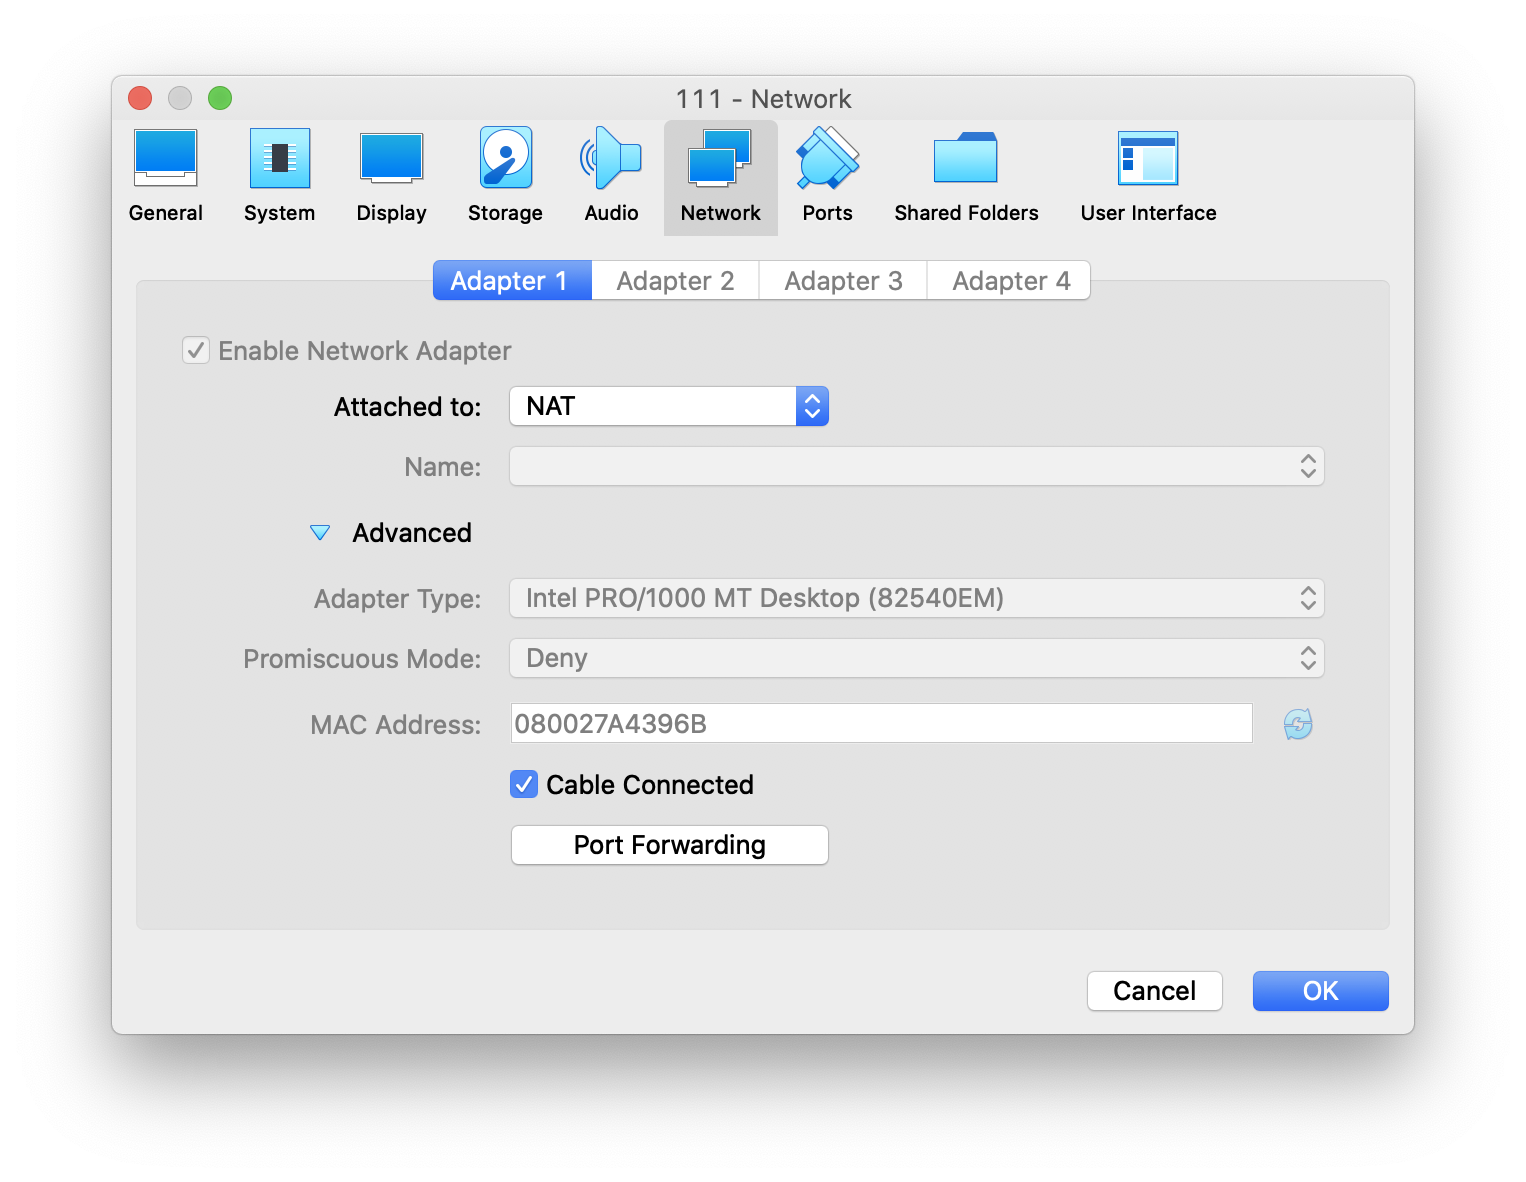 111 - Network
General System Display Storage Audio Network Ports Shared Folders User Interface
Adapter 1 Adapter 2 Adapter 3 Adapter 4
Enable Network Adapter
Attached to: NAT
Name:
Advanced
Adapter Type: Intel PRO/1000 MT Desktop (82540EM)
Promiscuous Mode: Deny
MAC Address: 080027A4396B
Cable Connected
Port Forwarding
Cancel OK